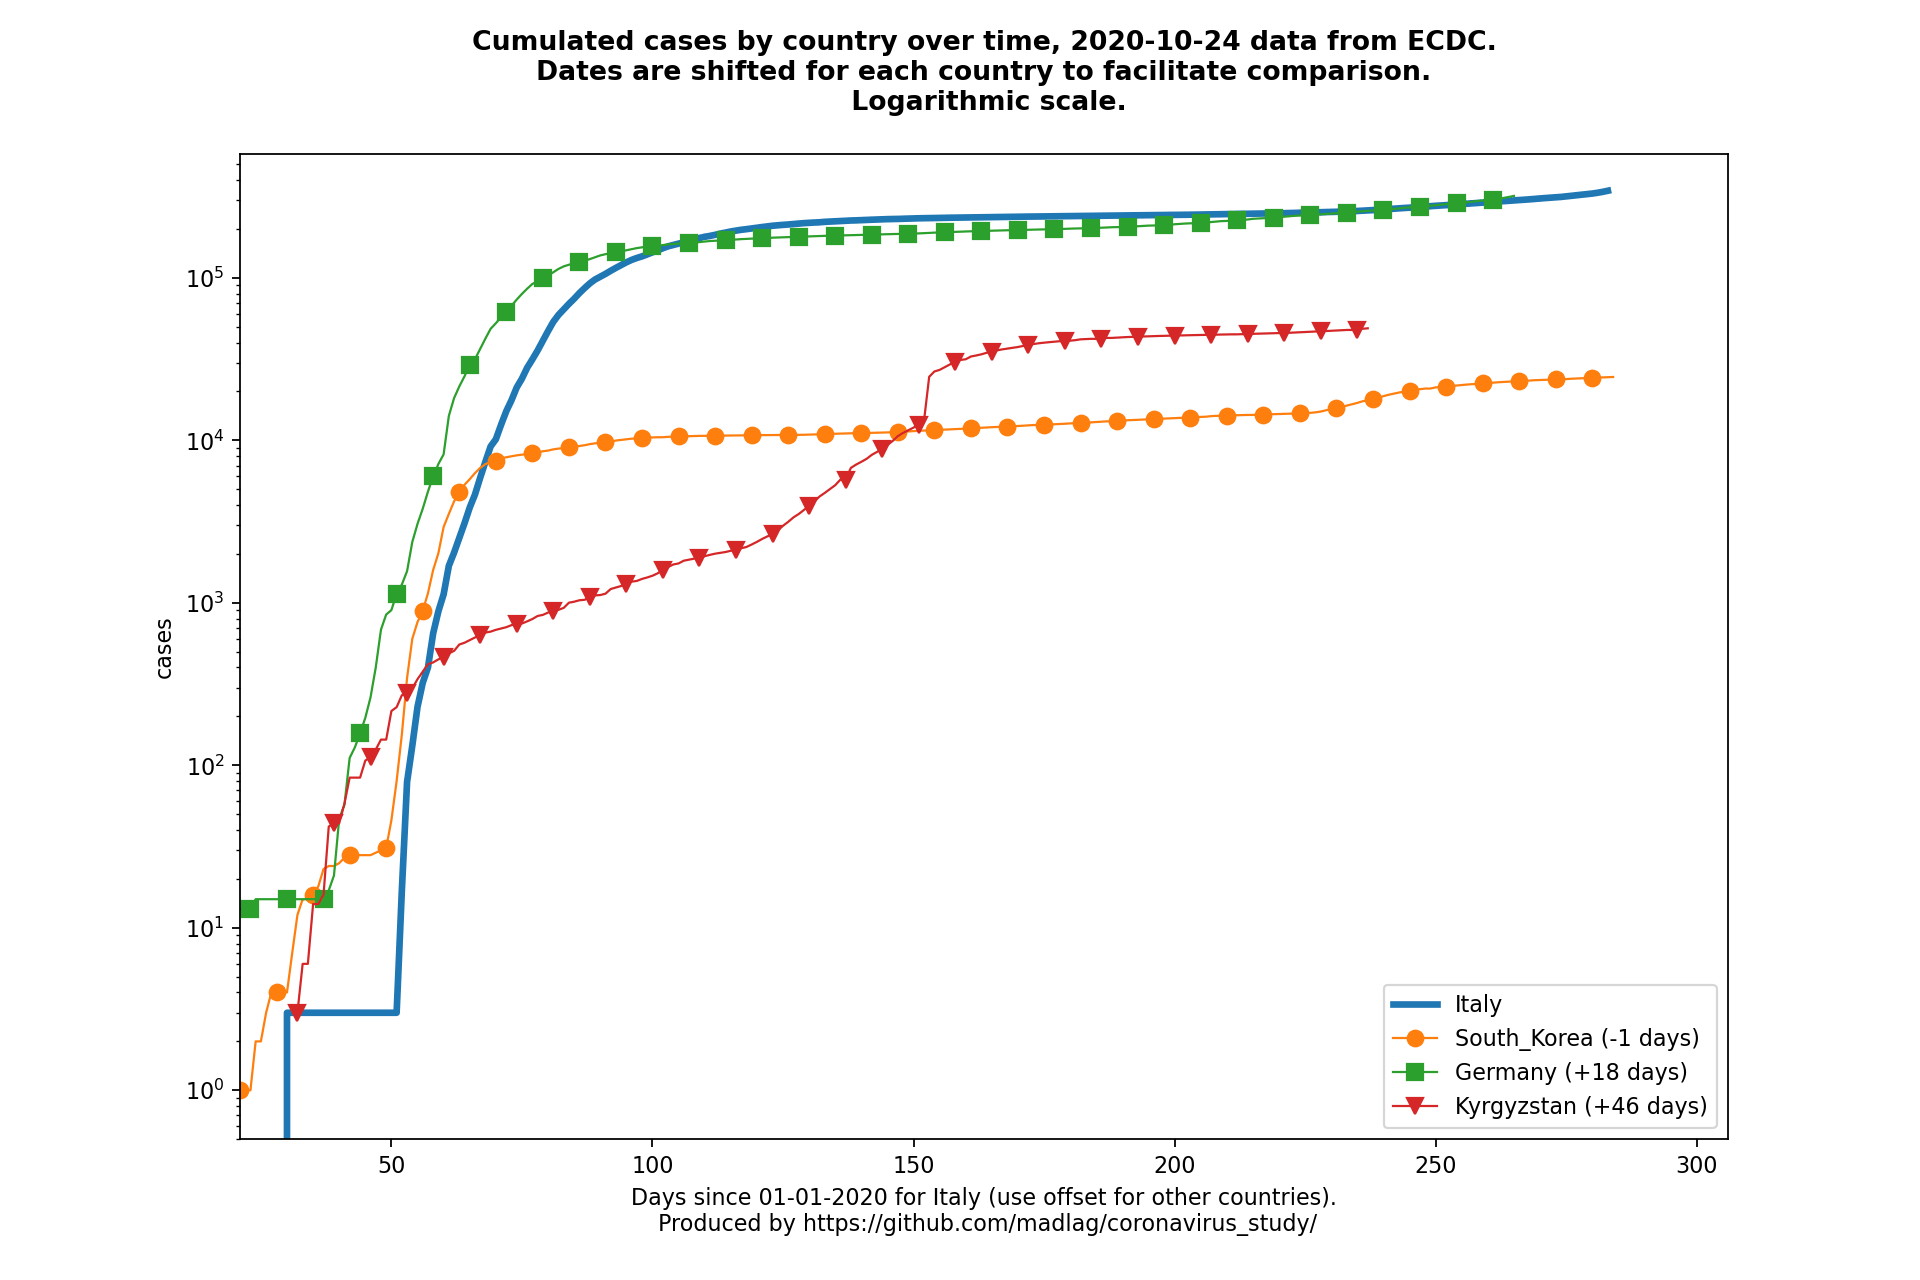 Cumulated cases by country over time, 2020-10-24 data from ECDC.
Dates are shifted for each country to facilitate comparison.
Logarithmic scale.
cases
10^5
10^4
10^3
10^2
10^1
10^0
50 100 150 200 250 300
Italy
South_Korea (-1 days)
Germany (+18 days)
Kyrgyzstan (+46 days)
Days since 01-01-2020 for Italy (use offset for other countries).
Produced by https://github.com/madlag/coronavirus_study/